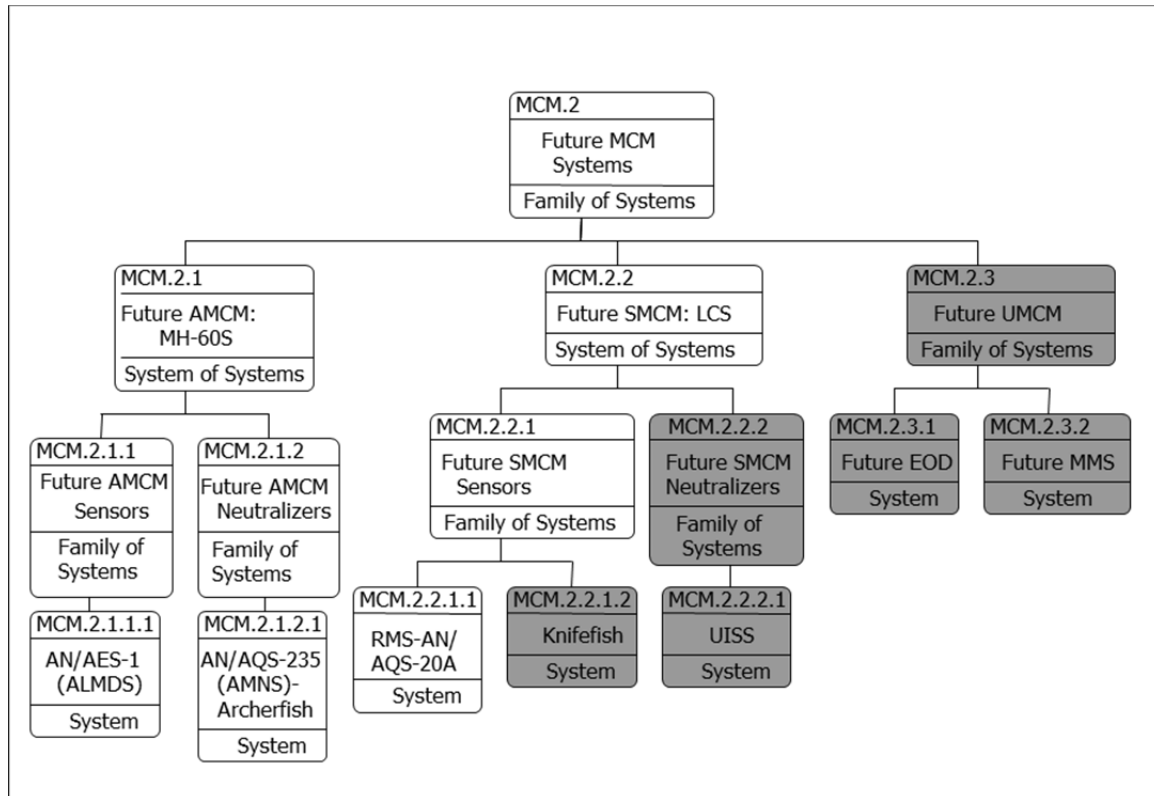 MCM.2
Future MCM
Systems
Family of Systems
MCM.2.1
Future AMCM:
MH-60S
System of Systems
MCM.2.2
Future SMCM: LCS
System of Systems
MCM.2.3
Future UMCM
Family of Systems
MCM.2.1.1
Future AMCM
Sensors
Family of
Systems
MCM.2.1.2
Future AMCM
Neutralizers
Family of
Systems
MCM.2.2.1
Future SMCM
Sensors
Family of Systems
MCM.2.2.2
Future SMCM
Neutralizers
Family of
Systems
MCM.2.3.1
Future EOD
System
MCM.2.3.2
Future MMS
System
MCM.2.1.1.1
AN/AES-1
(ALMDS)
System
MCM.2.1.2.1
AN/AQS-235
(AMNS)-
Archerfish
System
MCM.2.2.1.1
RMS-AN/
AQS-20A
System
MCM.2.2.1.2
Knifefish
System
MCM.2.2.2.1
UISS
System